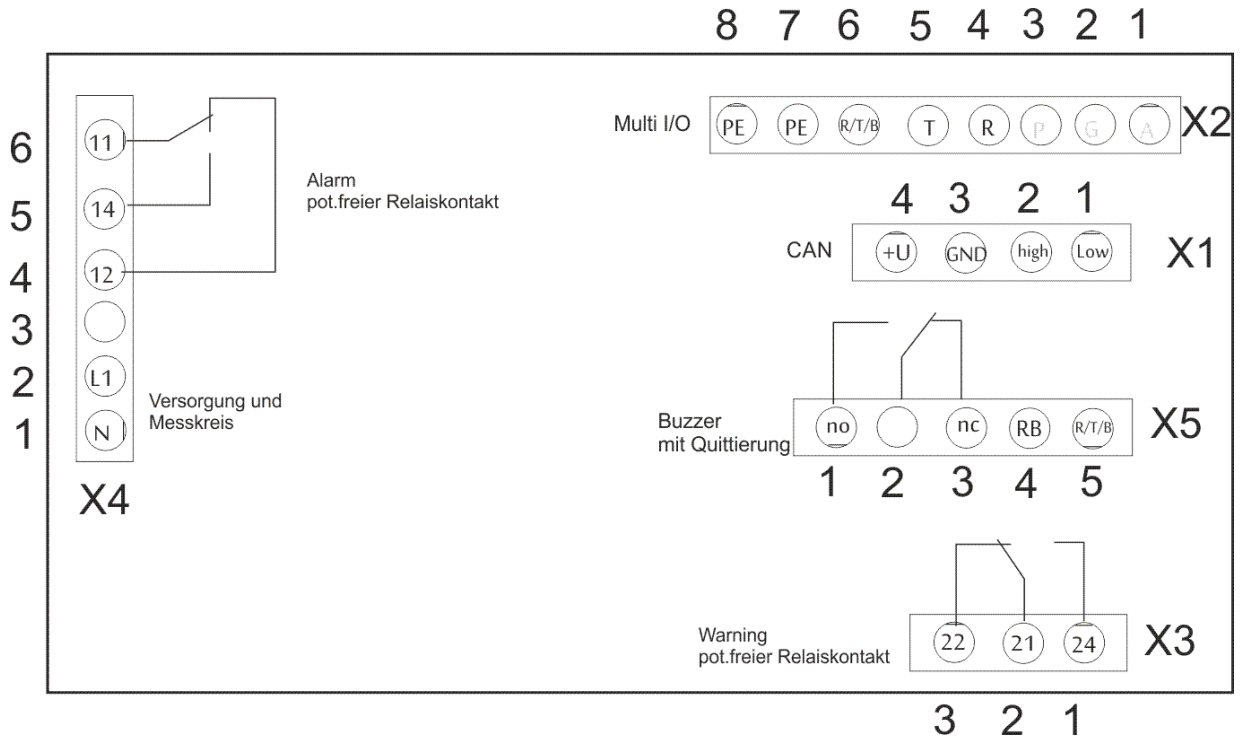 8 7 6 5 4 3 2 1
Multi I/O PE PE R/T/B T R P G A X2
4 3 2 1
CAN +U GND high Low X1
6 11
5 14
4 12
3
2 L1
1 N
X4
Alarm
pot.freier Relaiskontakt
Versorgung und
Messkreis
Buzzer
mit Quittierung
no nc RB R/T/B X5
1 2 3 4 5
Warning
pot.freier Relaiskontakt
22 21 24 X3
3 2 1